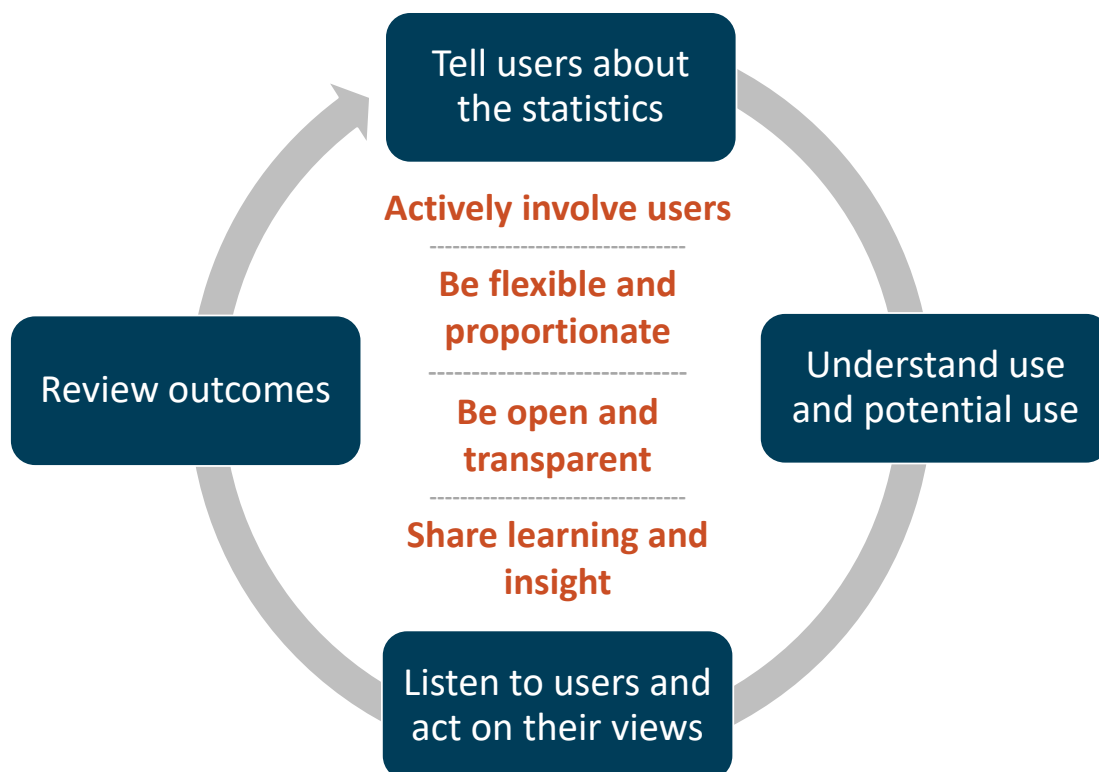 Tell users about
the statistics
Actively involve users
Be flexible and
proportionate
Review outcomes
Understand use
and potential use
Be open and
transparent
Share learning and
insight
Listen to users and
act on their views